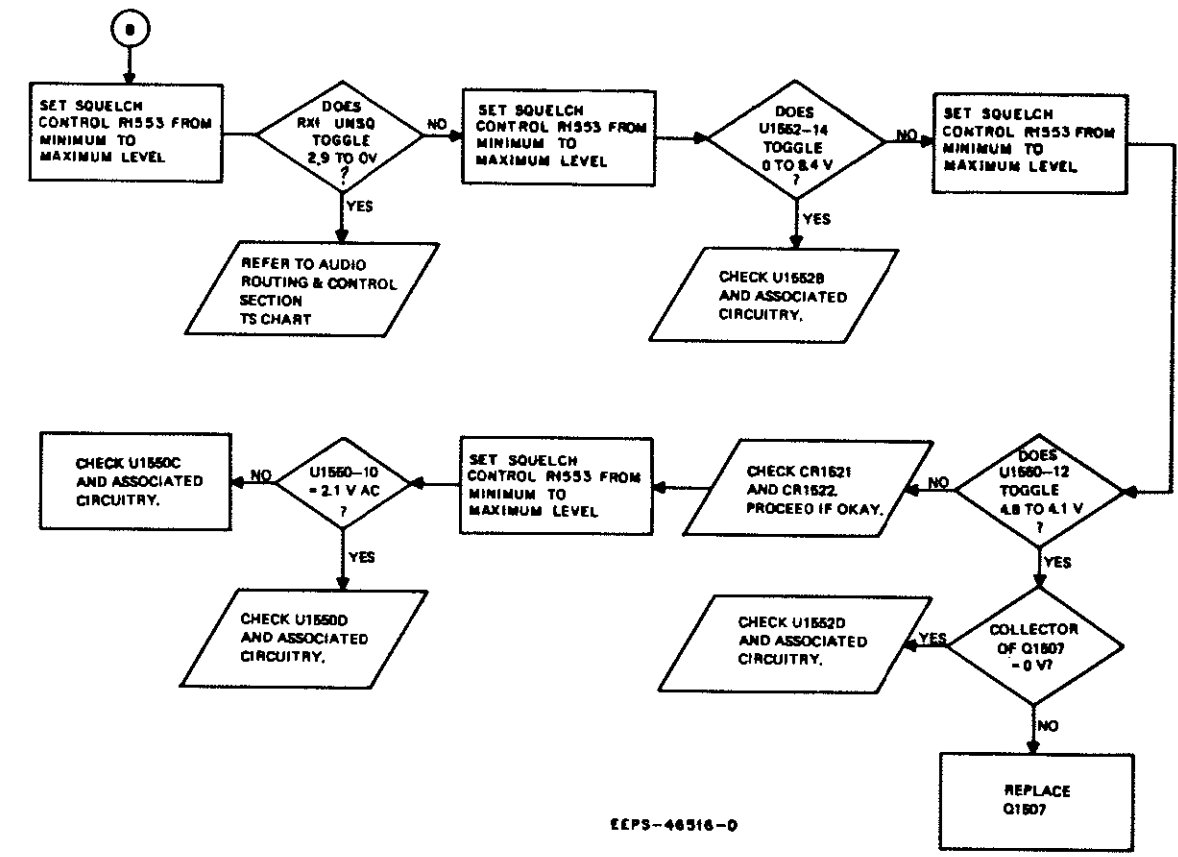 B
SET SQUELCH
CONTROL R1553 FROM
MINIMUM TO
MAXIMUM LEVEL
DOES
RX1 UNSQ
TOGGLE
2.9 TO 0V
?
NO
YES
REFER TO AUDIO
ROUTING & CONTROL
SECTION
TS CHART
SET SQUELCH
CONTROL R1553 FROM
MINIMUM TO
MAXIMUM LEVEL
DOES
U1552-14
TOGGLE
0 TO 8.4 V
?
NO
YES
CHECK U1552B
AND ASSOCIATED
CIRCUITRY.
SET SQUELCH
CONTROL R1553 FROM
MINIMUM TO
MAXIMUM LEVEL
DOES
U1550-12
TOGGLE
4.8 TO 4.1 V
?
NO
YES
CHECK CR1521
AND CR1522.
PROCEED IF OKAY.
SET SQUELCH
CONTROL R1553 FROM
MINIMUM TO
MAXIMUM LEVEL
U1550-10
= 2.1 V AC
?
NO
YES
CHECK U1550C
AND ASSOCIATED
CIRCUITRY.
CHECK U1550D
AND ASSOCIATED
CIRCUITRY.
COLLECTOR
OF Q1507
= 0 V?
YES
NO
CHECK U1552D
AND ASSOCIATED
CIRCUITRY.
REPLACE
Q1507
EEPS-46516-O